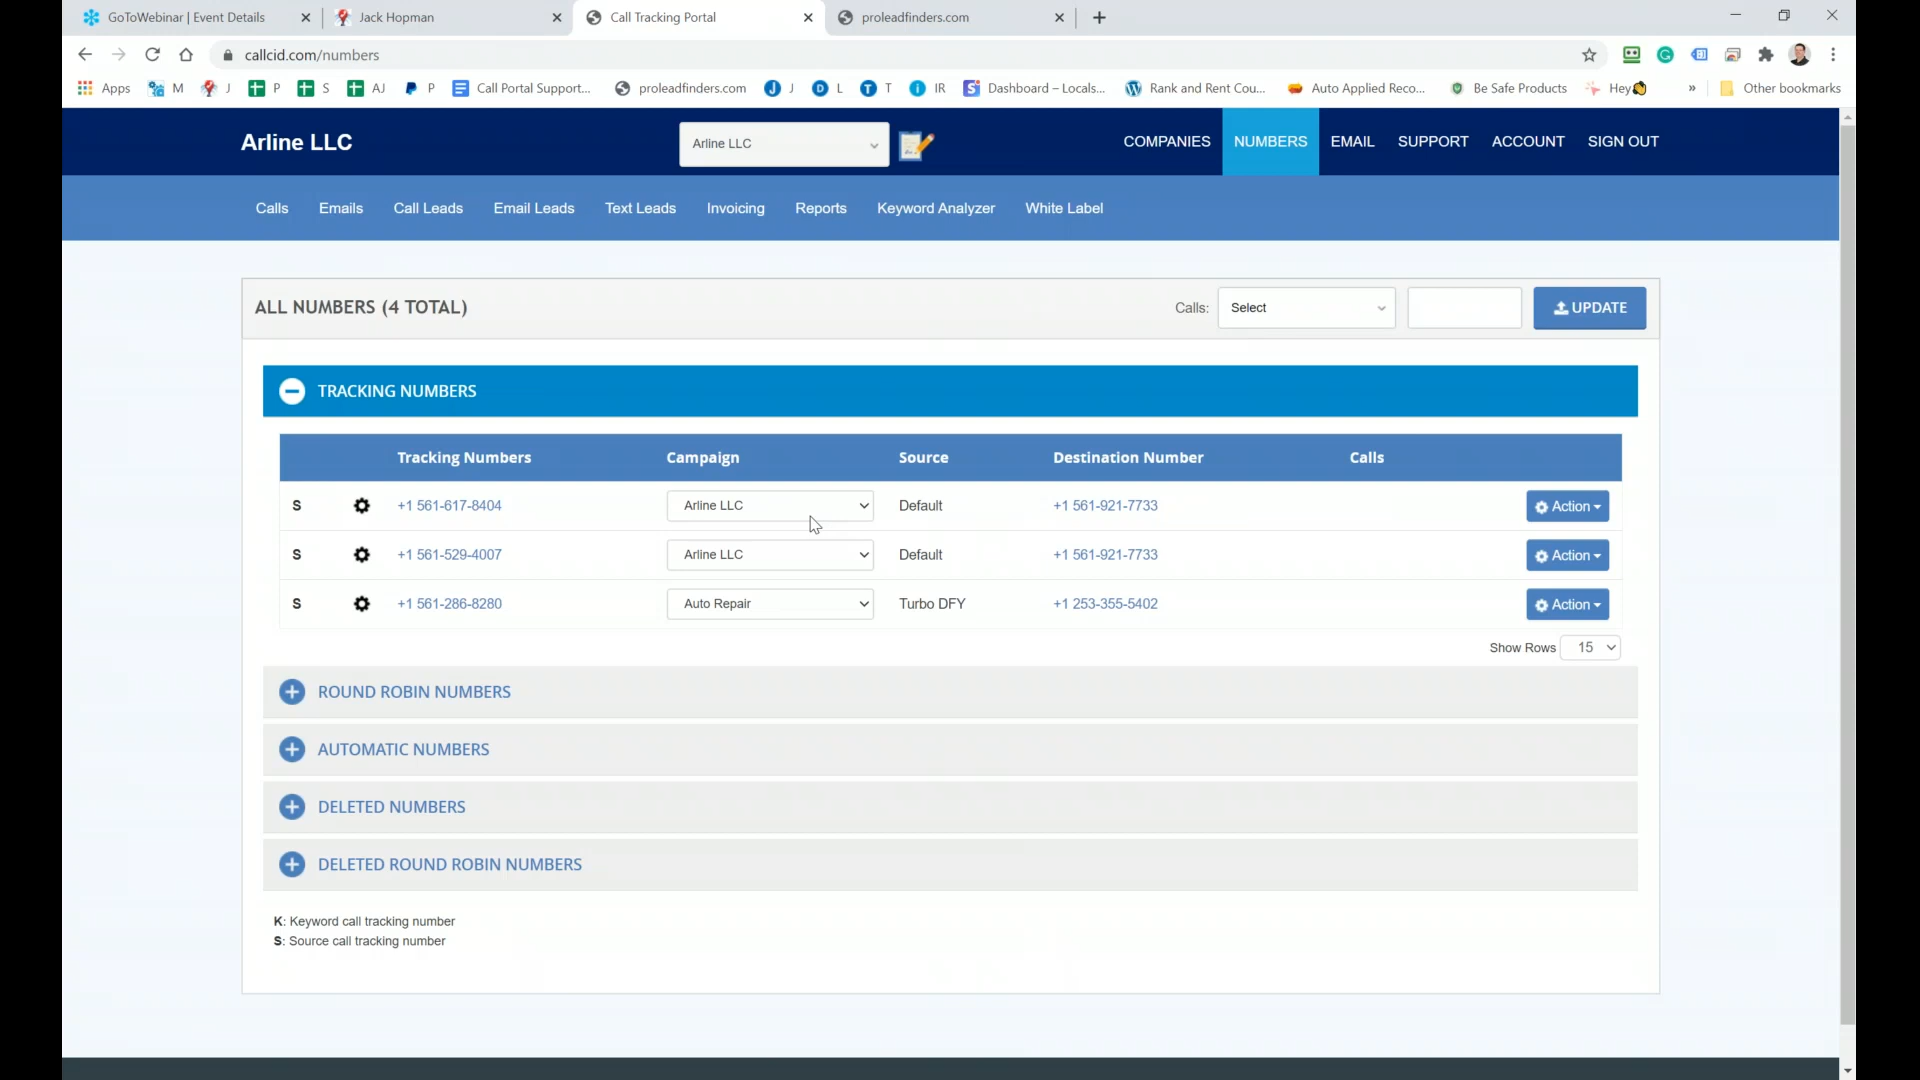 GoToWebinar | Event Details
Jack Hopman
Call Tracking Portal
proleadfinders.com
callcid.com/numbers
Apps M J P S AJ P Call Portal Support... proleadfinders.com J L T IR Dashboard – Locals... Rank and Rent Cou... Auto Applied Reco... Be Safe Products Hey » Other bookmarks
Arline LLC
Arline LLC
COMPANIES NUMBERS EMAIL SUPPORT ACCOUNT SIGN OUT
Calls Emails Call Leads Email Leads Text Leads Invoicing Reports Keyword Analyzer White Label
ALL NUMBERS (4 TOTAL)
Calls: Select UPDATE
TRACKING NUMBERS
Tracking Numbers Campaign Source Destination Number Calls
S +1 561-617-8404 Arline LLC Default +1 561-921-7733 Action
S +1 561-529-4007 Arline LLC Default +1 561-921-7733 Action
S +1 561-286-8280 Auto Repair Turbo DFY +1 253-355-5402 Action
Show Rows 15
ROUND ROBIN NUMBERS
AUTOMATIC NUMBERS
DELETED NUMBERS
DELETED ROUND ROBIN NUMBERS
K: Keyword call tracking number
S: Source call tracking number